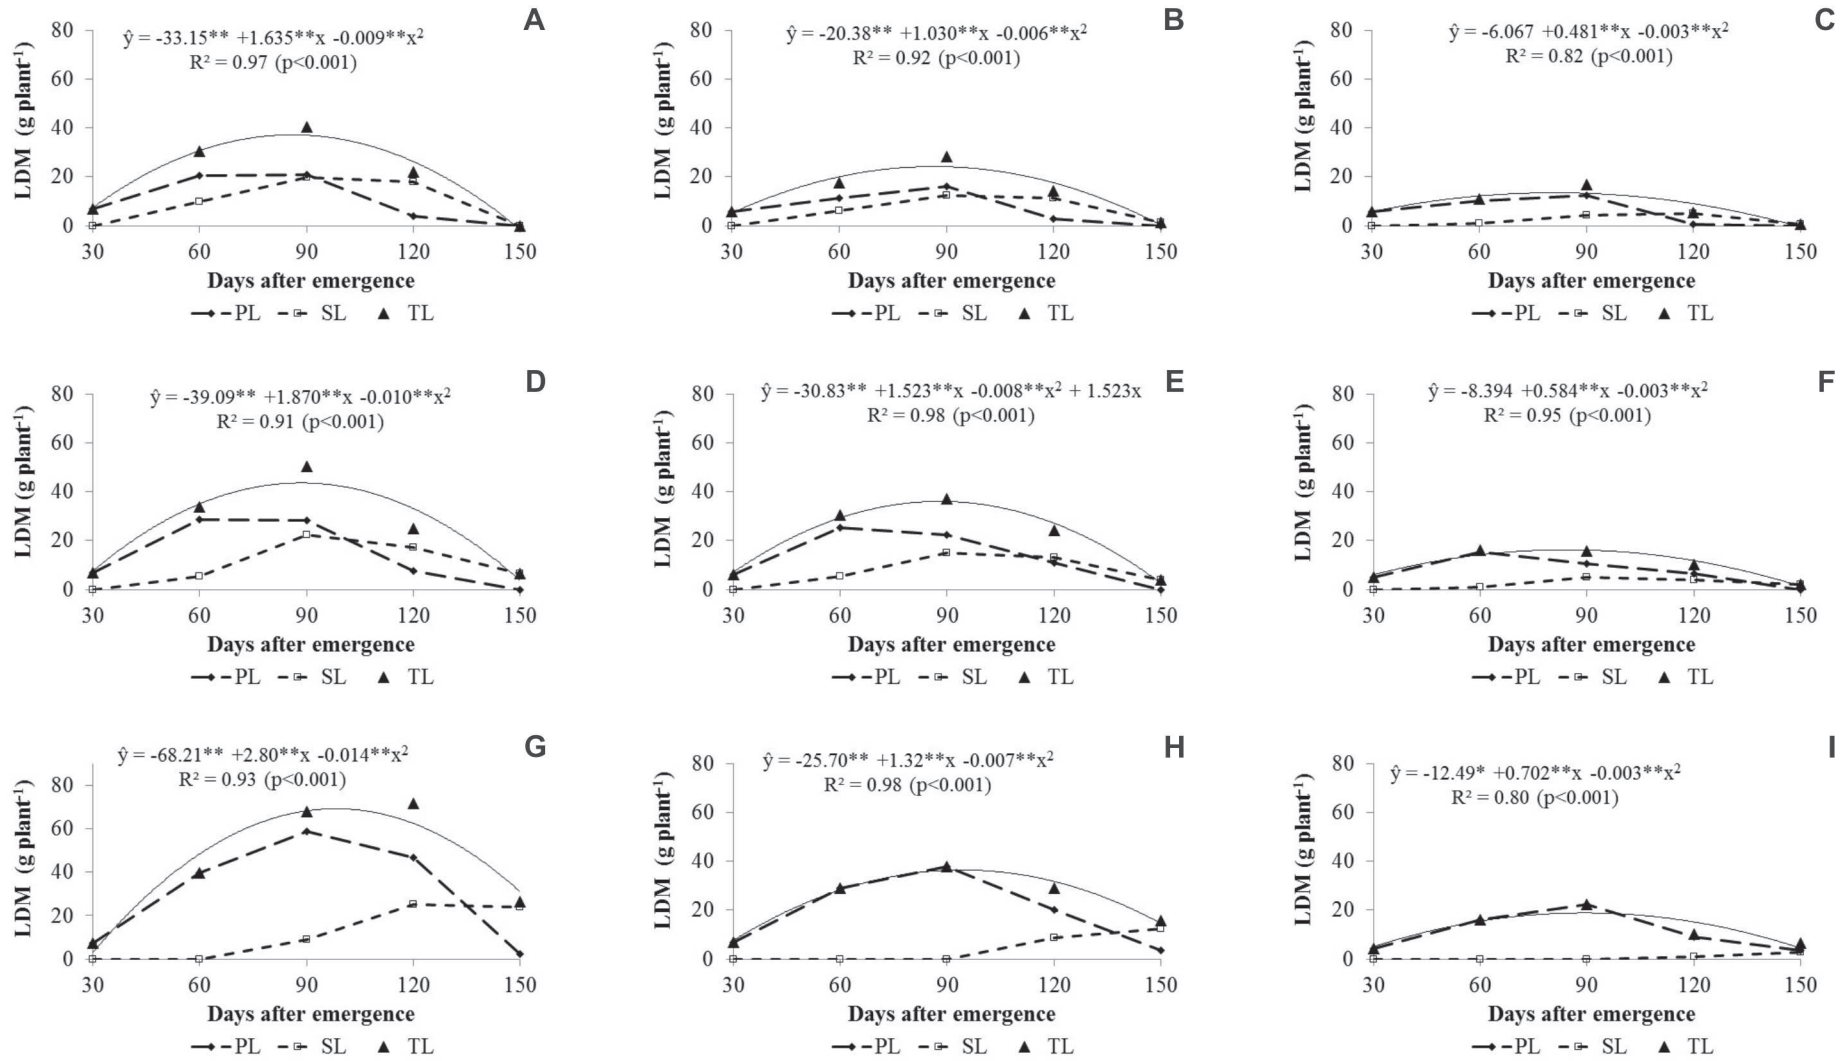 A
ŷ = -33.15** +1.635**x -0.009**x²
R² = 0.97 (p<0.001)
LDM (g plant⁻¹)
80
60
40
20
0
30 60 90 120 150
Days after emergence
PL SL TL
B
ŷ = -20.38** +1.030**x -0.006**x²
R² = 0.92 (p<0.001)
LDM (g plant⁻¹)
80
60
40
20
0
30 60 90 120 150
Days after emergence
PL SL TL
C
ŷ = -6.067 +0.481**x -0.003**x²
R² = 0.82 (p<0.001)
LDM (g plant⁻¹)
80
60
40
20
0
30 60 90 120 150
Days after emergence
PL SL TL
D
ŷ = -39.09** +1.870**x -0.010**x²
R² = 0.91 (p<0.001)
LDM (g plant⁻¹)
80
60
40
20
0
30 60 90 120 150
Days after emergence
PL SL TL
E
ŷ = -30.83** +1.523**x -0.008**x² + 1.523x
R² = 0.98 (p<0.001)
LDM (g plant⁻¹)
80
60
40
20
0
30 60 90 120 150
Days after emergence
PL SL TL
F
ŷ = -8.394 +0.584**x -0.003**x²
R² = 0.95 (p<0.001)
LDM (g plant⁻¹)
80
60
40
20
0
30 60 90 120 150
Days after emergence
PL SL TL
G
ŷ = -68.21** +2.80**x -0.014**x²
R² = 0.93 (p<0.001)
LDM (g plant⁻¹)
80
60
40
20
0
30 60 90 120 150
Days after emergence
PL SL TL
H
ŷ = -25.70** +1.32**x -0.007**x²
R² = 0.98 (p<0.001)
LDM (g plant⁻¹)
80
60
40
20
0
30 60 90 120 150
Days after emergence
PL SL TL
I
ŷ = -12.49* +0.702**x -0.003**x²
R² = 0.80 (p<0.001)
LDM (g plant⁻¹)
80
60
40
20
0
30 60 90 120 150
Days after emergence
PL SL TL